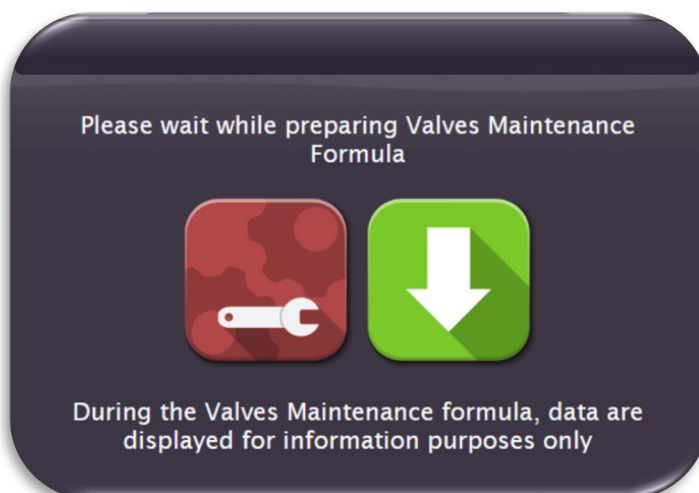 Please wait while preparing Valves Maintenance
Formula
During the Valves Maintenance formula, data are
displayed for information purposes only